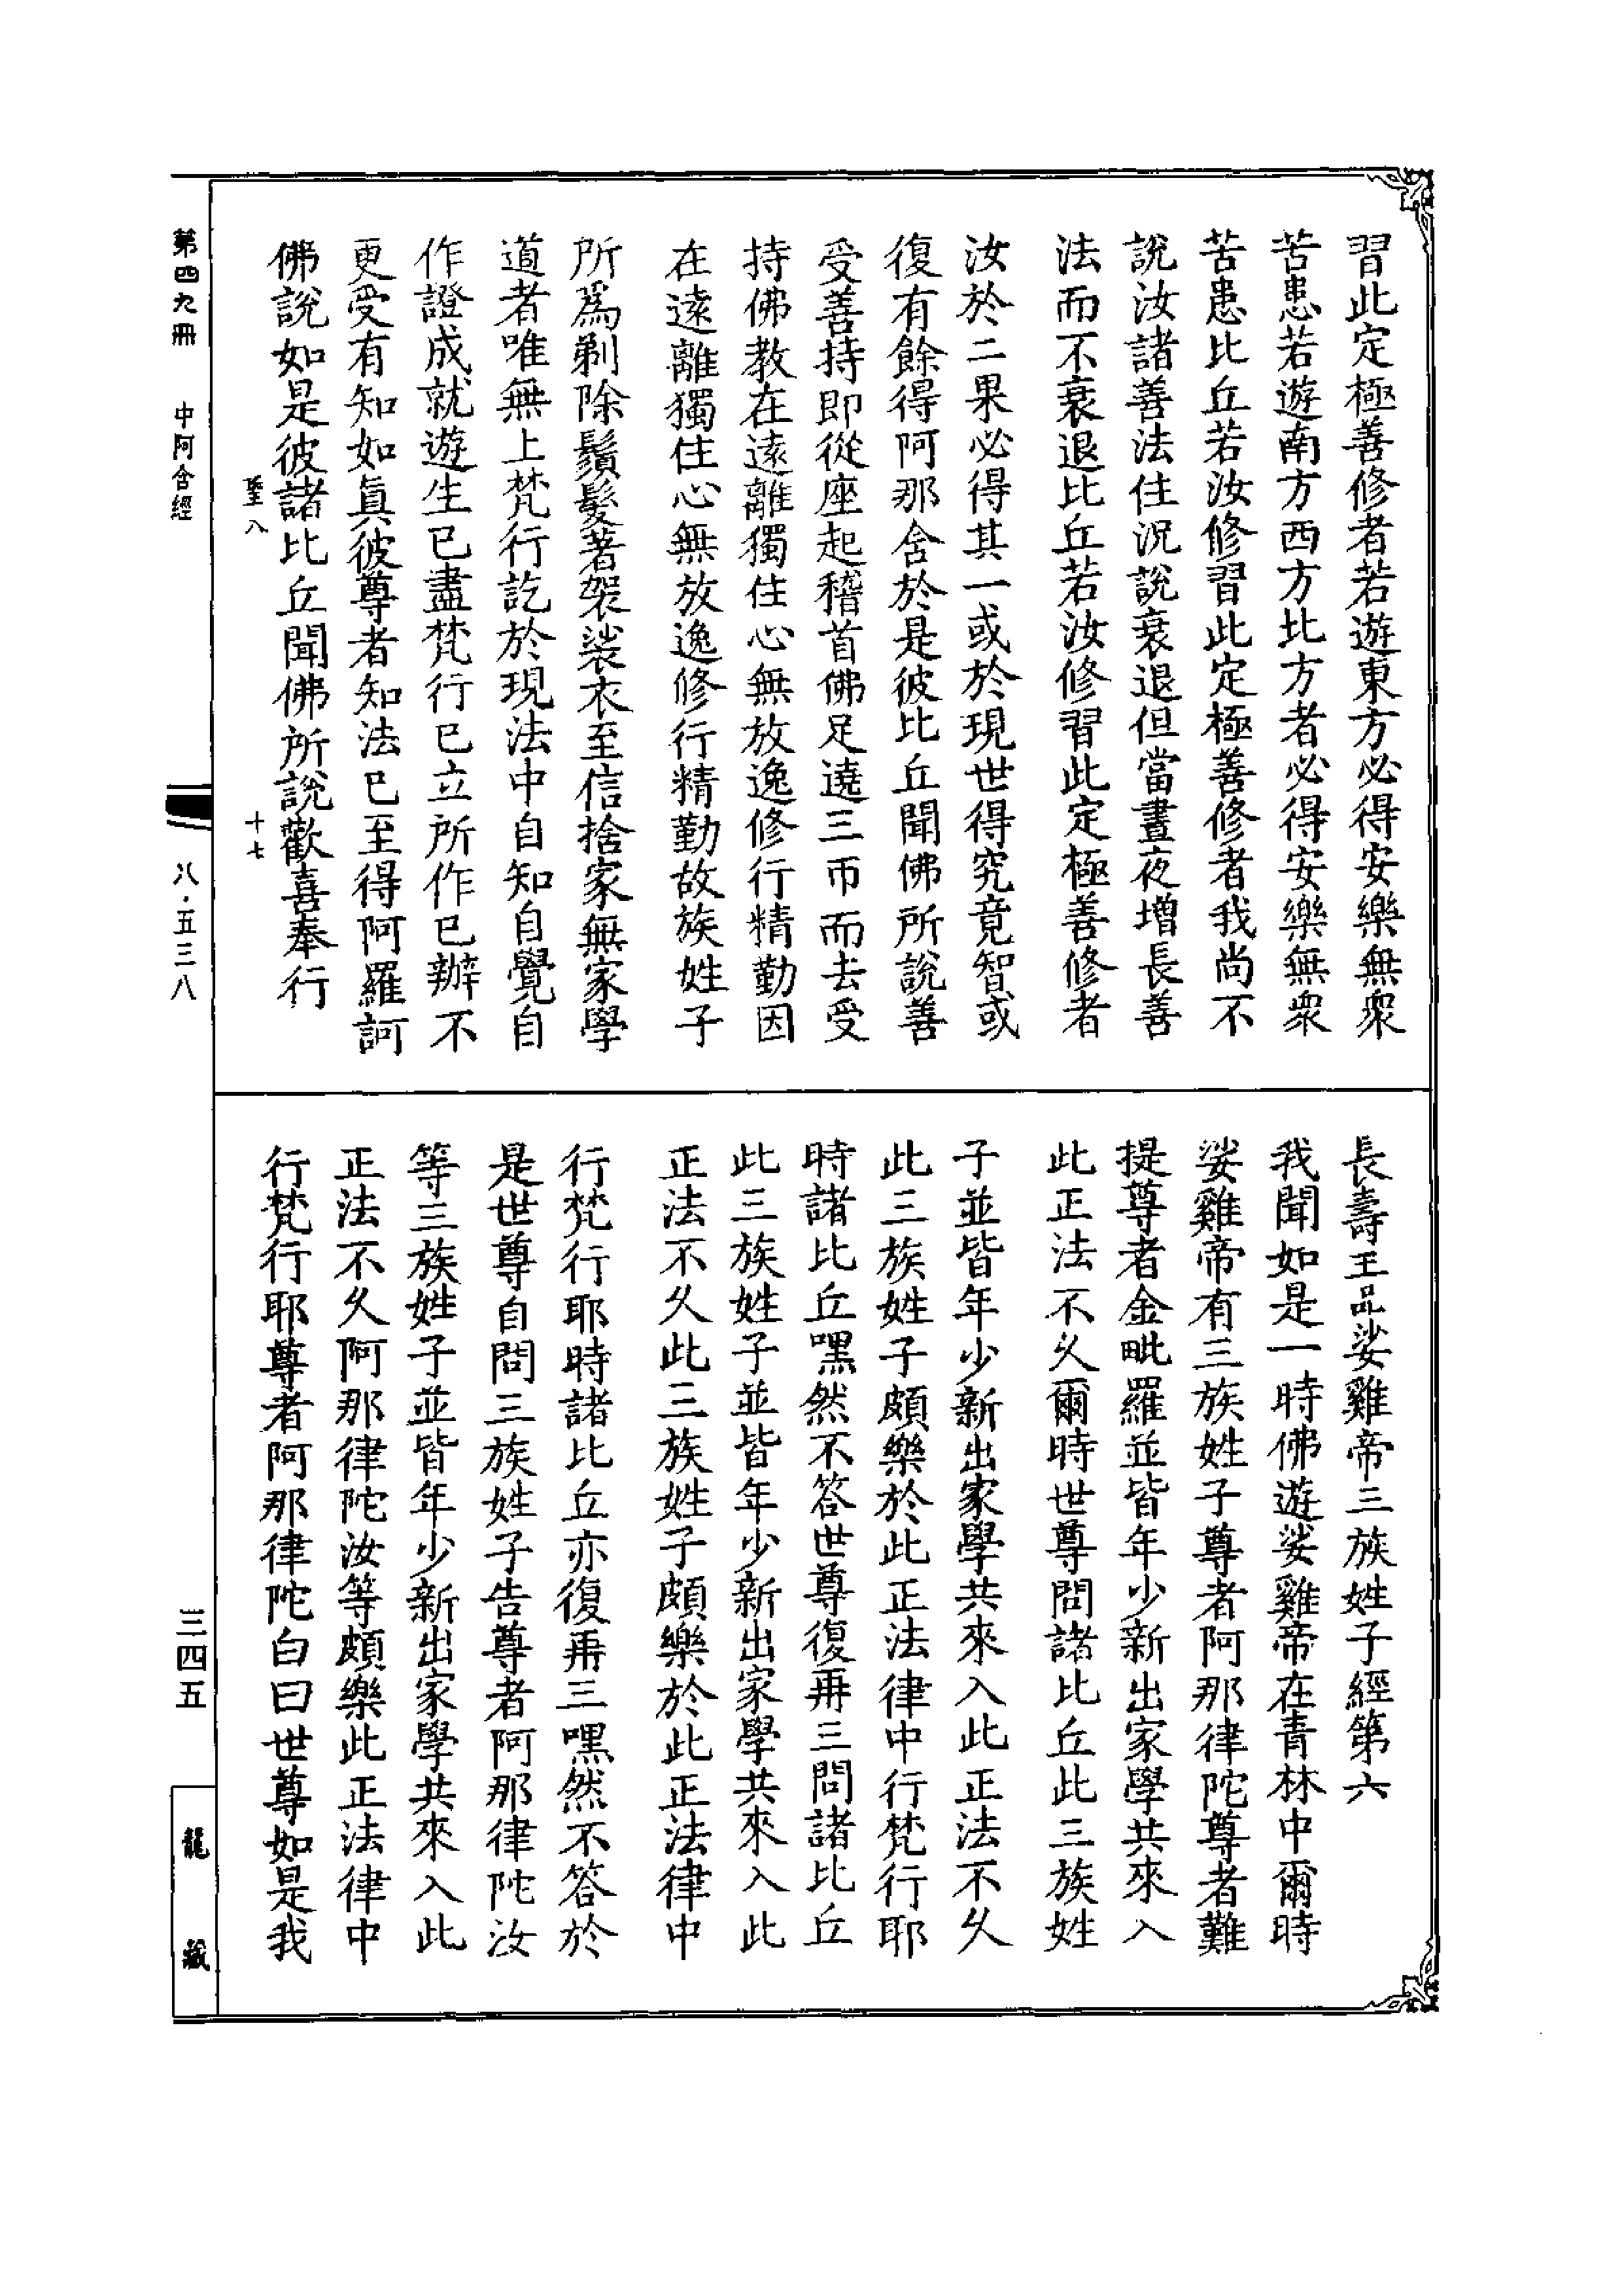 習此定極善修者若遊東方必得安樂無衆
苦患若遊南方西方北方者必得安樂無衆
苦患比丘若汝修習此定極善修者我尚不
說汝諸善法住況說衰退但當晝夜增長善
法而不衰退比丘若汝修習此定極善修者
汝於二果必得其一或於現世得究竟智或
復有餘得阿那含於是彼比丘聞佛所說善
受善持即從座起稽首佛足遶三帀而去受
持佛教在遠離獨住心無放逸修行精勤因
在遠離獨住心無放逸修行精勤故族姓子
所爲剃除鬚髮著袈裟衣至信捨家無家學
道者唯無上梵行訖於現法中自知自覺自
作證成就遊生已盡梵行已立所作已辦不
更受有知如眞彼尊者知法已至得阿羅訶
佛說如是彼諸比丘聞佛所說歡喜奉行
聖八 十七
長壽王品娑雞帝三族姓子經第六
我聞如是一時佛遊娑雞帝在青林中爾時
娑雞帝有三族姓子尊者阿那律陀尊者難
提尊者金毗羅並皆年少新出家學共來入
此正法不久爾時世尊問諸比丘此三族姓
子並皆年少新出家學共來入此正法不久
此三族姓子頗樂於此正法律中行梵行耶
時諸比丘嘿然不答世尊復再三問諸比丘
此三族姓子並皆年少新出家學共來入此
正法不久此三族姓子頗樂於此正法律中
行梵行耶時諸比丘亦復再三嘿然不答於
是世尊自問三族姓子告尊者阿那律陀汝
等三族姓子並皆年少新出家學共來入此
正法不久阿那律陀汝等頗樂此正法律中
行梵行耶尊者阿那律陀白曰世尊如是我
第四九冊 中阿含經 八·五三八 三四五 龍藏